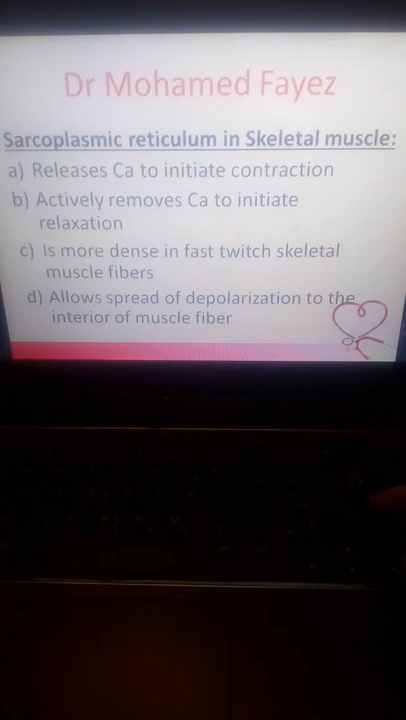 Dr Mohamed Fayez
Sarcoplasmic reticulum in Skeletal muscle:
a) Releases Ca to initiate contraction
b) Actively removes Ca to initiate
relaxation
c) Is more dense in fast twitch skeletal
muscle fibers
d) Allows spread of depolarization to the
interior of muscle fiber